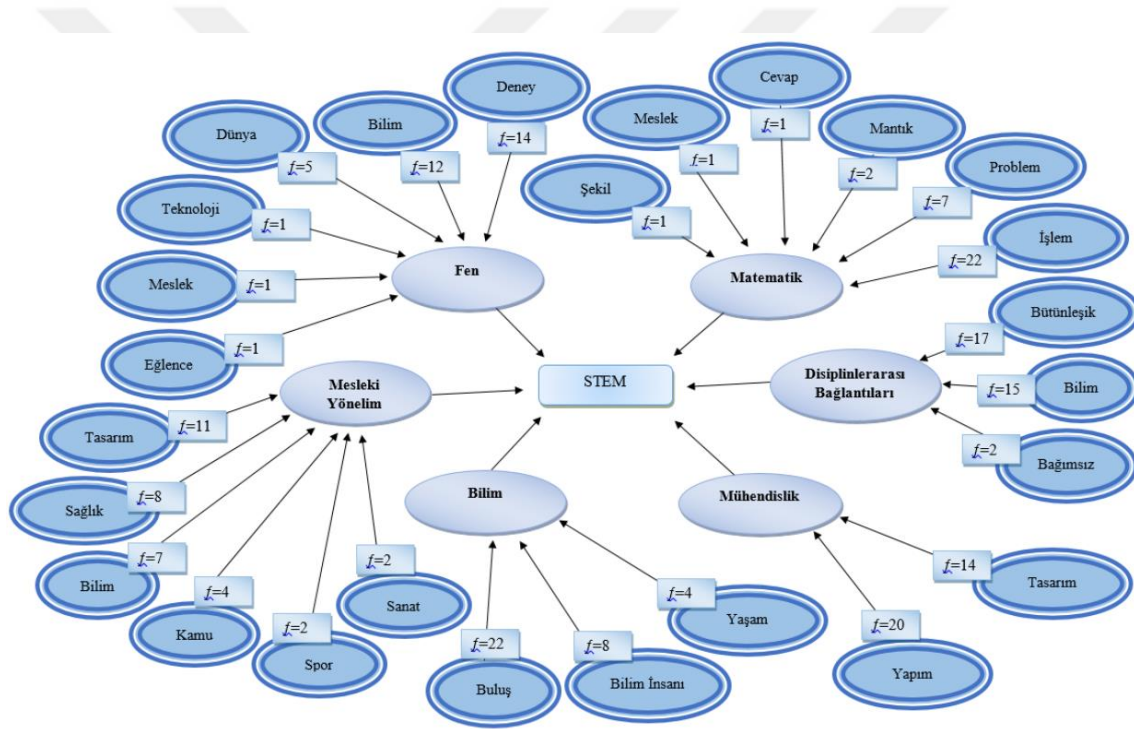 Deney
Cevap
Bilim
Meslek
Mantık
Dünya
f=14
f=1
Problem
f=5
f=12
f=1
f=2
Şekil
f=7
Teknoloji
f=1
f=1
İşlem
f=22
Fen
Matematik
Meslek
f=1
Bütünleşik
f=17
Eğlence
f=1
STEM
Disiplinlerarası
Bağlantıları
Mesleki
Yönelim
f=15
Bilim
Tasarım
f=11
f=2
Bağımsız
Sağlık
f=8
Bilim
Mühendislik
f=7
Bilim
f=2
f=14
Tasarım
f=4
Sanat
f=4
Yaşam
Kamu
f=2
f=22
f=8
f=20
Spor
Buluş
Bilim İnsanı
Yapım